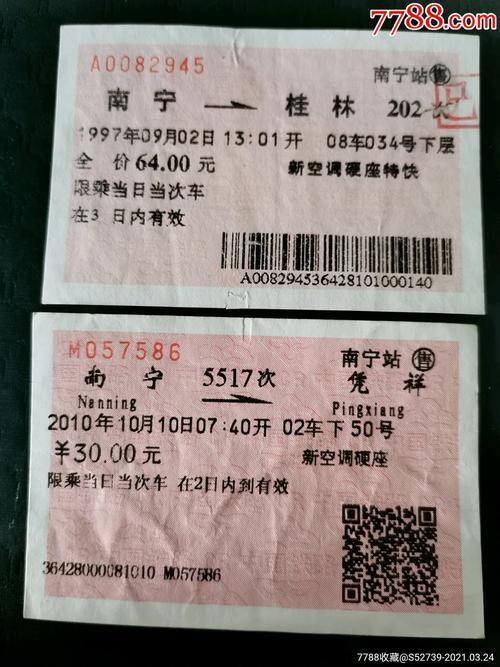 7788.com
A0082945
南宁站 售
南 宁 → 桂 林 202
1997年09月02日 13:01开 08车034号下层
全 价 64.00 元 新空调硬座特快
限乘当日当次车
在3 日内有效
A008294536428101000140
M057586
南宁站 售
南 宁 5517次 凭 祥
Nanning Pingxiang
2010年10月10日07:40开 02车下50号
￥30.00元 新空调硬座
限乘当日当次车 在2日内到有效
36428000081010 M057586
7788收藏@S52739-2021.03.24